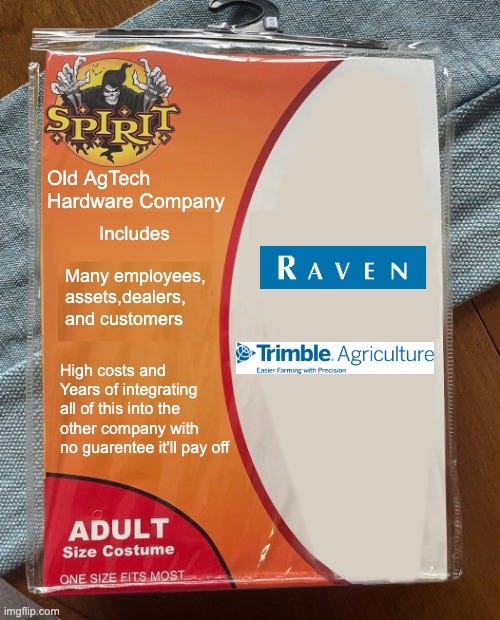 SPIRIT
Old AgTech
Hardware Company
Includes
Many employees,
assets,dealers,
and customers
High costs and
Years of integrating
all of this into the
other company with
no guarentee it'll pay off
RAVEN
Trimble. Agriculture
Easier Farming with Precision
ADULT
Size Costume
ONE SIZE FITS MOST
imgflip.com